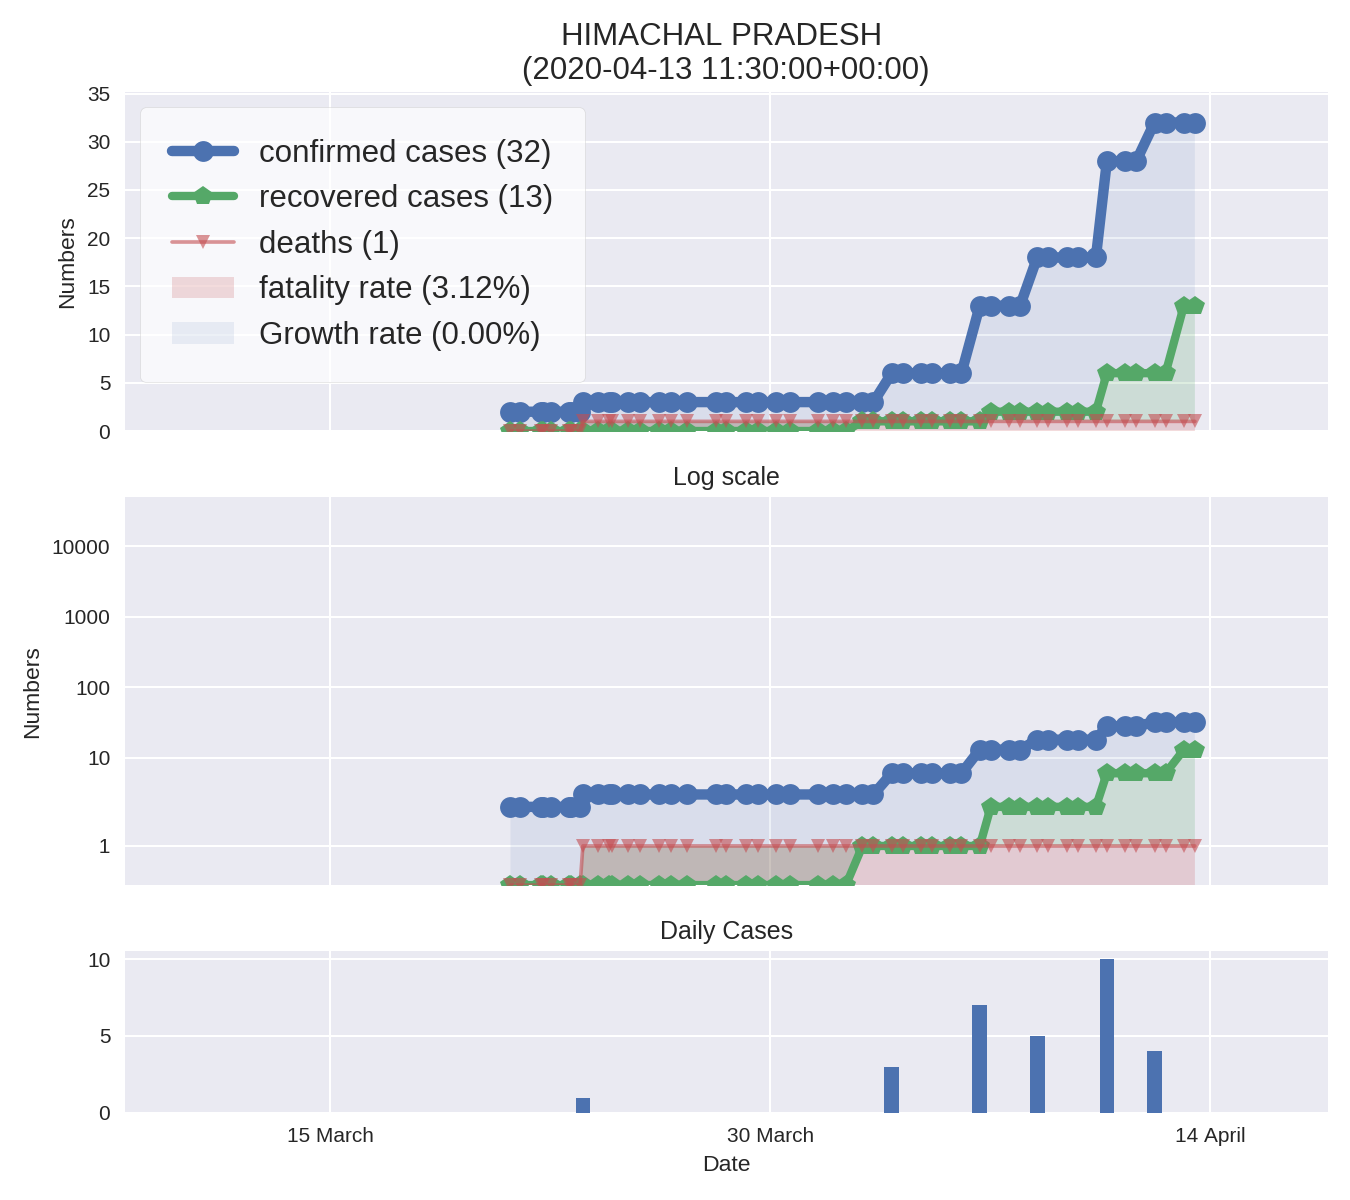 HIMACHAL PRADESH
(2020-04-13 11:30:00+00:00)
35
30
25
20
15
10
5
0
Numbers
confirmed cases (32)
recovered cases (13)
deaths (1)
fatality rate (3.12%)
Growth rate (0.00%)
Log scale
10000
1000
100
10
1
Numbers
Daily Cases
10
5
0
15 March
30 March
14 April
Date